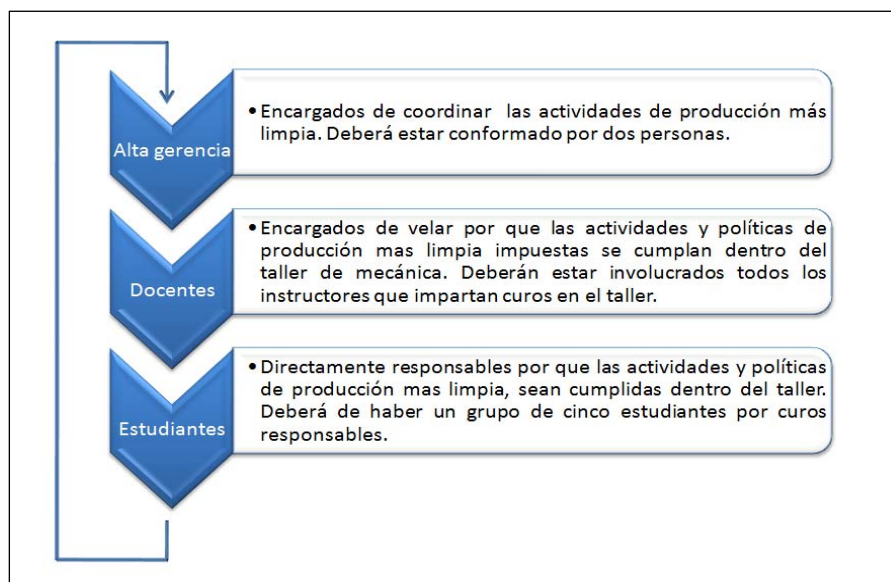 Alta gerencia
•Encargados de coordinar las actividades de producción más
limpia. Deberá estar conformado por dos personas.
Docentes
•Encargados de velar por que las actividades y políticas de
producción mas limpia impuestas se cumplan dentro del
taller de mecánica. Deberán estar involucrados todos los
instructores que impartan curos en el taller.
Estudiantes
•Directamente responsables por que las actividades y políticas
de producción mas limpia, sean cumplidas dentro del taller.
Deberá de haber un grupo de cinco estudiantes por curos
responsables.